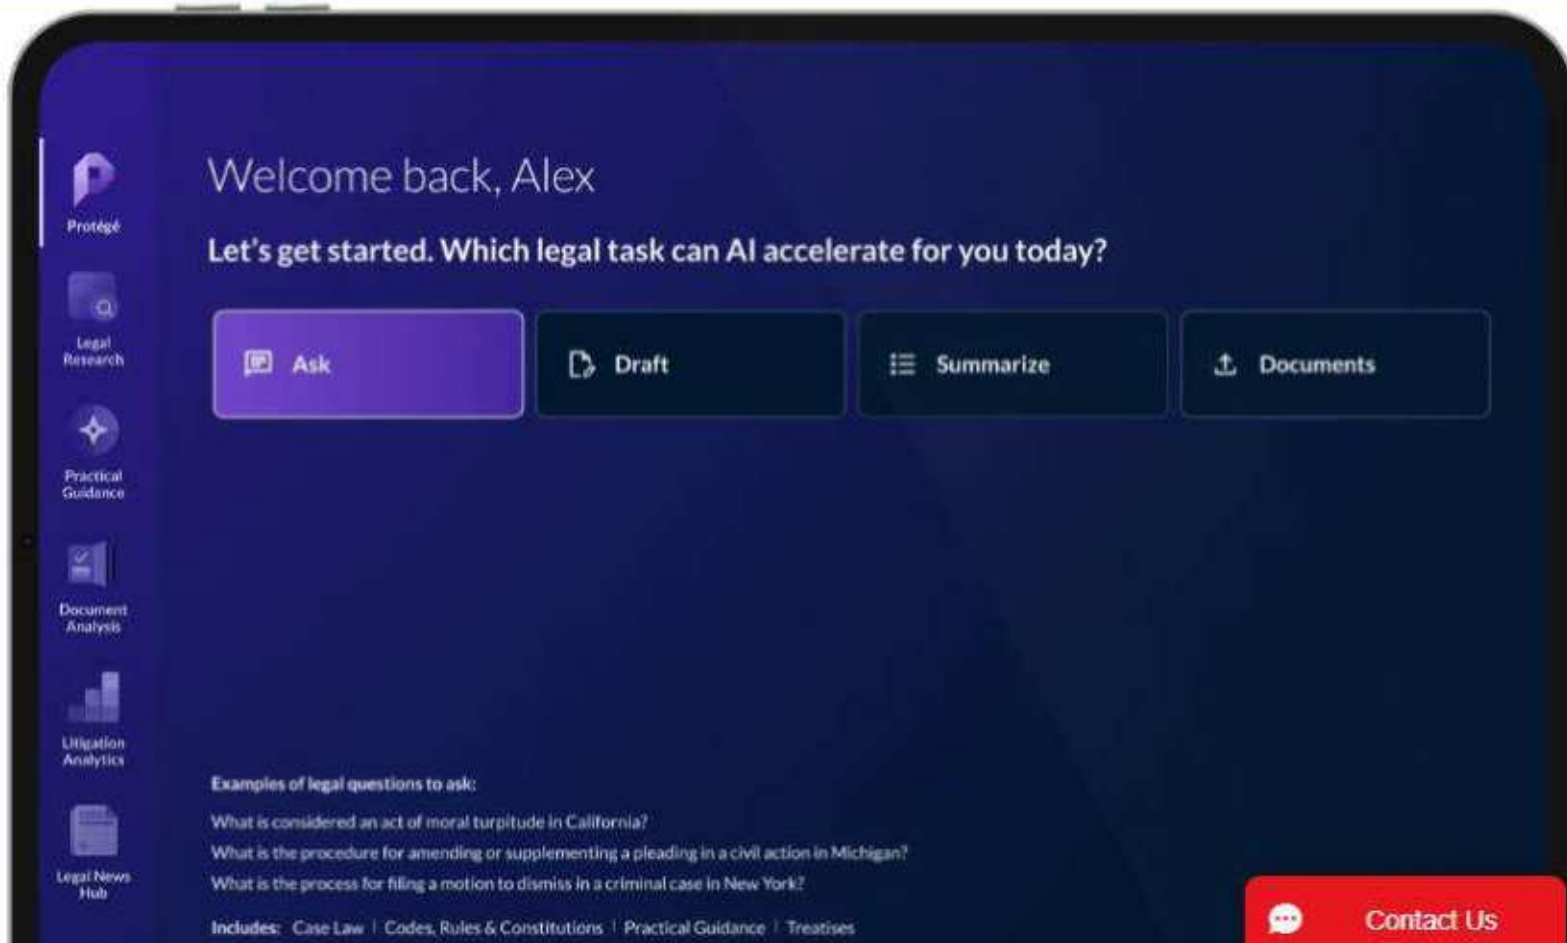 Welcome back, Alex
Let's get started. Which legal task can AI accelerate for you today?
Protégé
Legal
Research
Practical
Guidance
Document
Analysis
Litigation
Analytics
Legal News
Hub
Ask
Draft
Summarize
Documents
Examples of legal questions to ask:
What is considered an act of moral turpitude in California?
What is the procedure for amending or supplementing a pleading in a civil action in Michigan?
What is the process for filing a motion to dismiss in a criminal case in New York?
Includes: Case Law | Codes, Rules & Constitutions | Practical Guidance | Treatises
Contact Us